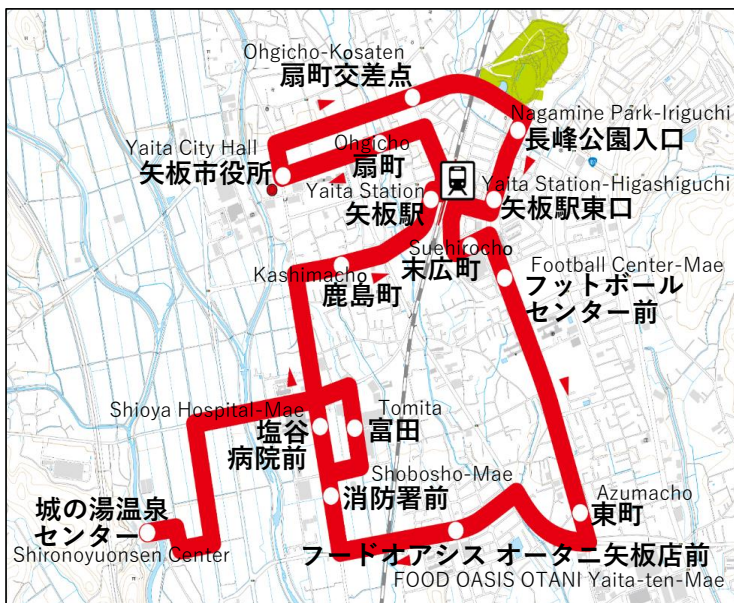 Ohgicho-Kosaten
扇町交差点
Nagamine Park-Iriguchi
長峰公園入口
Yaita City Hall
矢板市役所
Ohgicho
扇町
Yaita Station
矢板駅
Yaita Station-Higashiguchi
矢板駅東口
Suehirocho
末広町
Kashimacho
鹿島町
Football Center-Mae
フットボール
センター前
Shioya Hospital-Mae
塩谷
病院前
Tomita
富田
Shobosho-Mae
消防署前
Azumacho
東町
城の湯温泉
センター
Shironoyuonsen Center
フードオアシス オータニ矢板店前
FOOD OASIS OTANI Yaita-ten-Mae